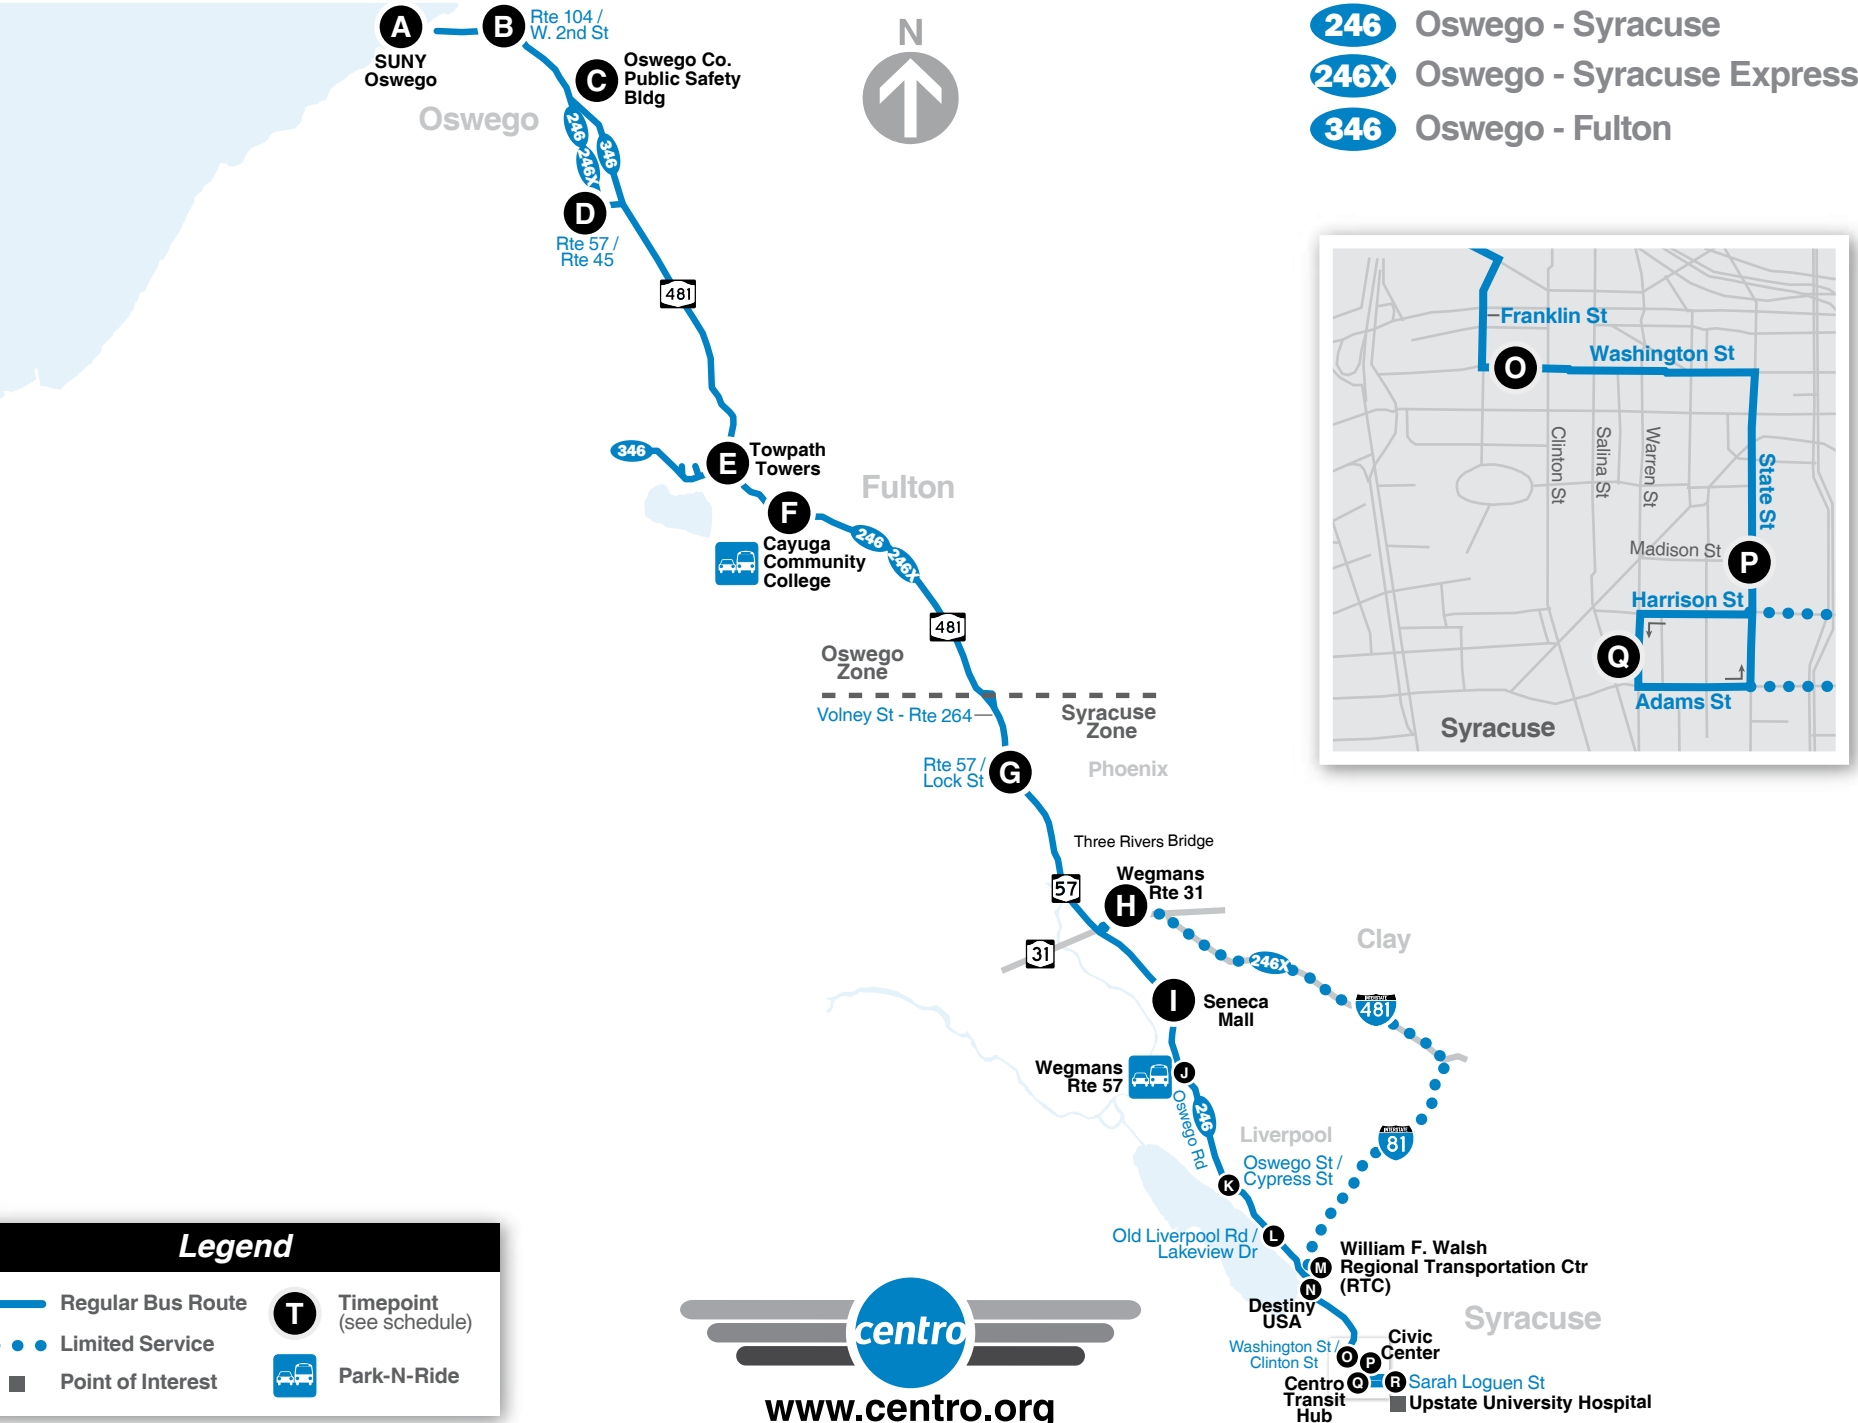 A
SUNY
Oswego
B
Rte 104 /
W. 2nd St
C
Oswego Co.
Public Safety
Bldg
Oswego
246
246X
346
D
Rte 57 /
Rte 45
481
N
246 Oswego - Syracuse
246X Oswego - Syracuse Express
346 Oswego - Fulton
Franklin St
O
Washington St
Clinton St
Salina St
Warren St
State St
Madison St
P
Harrison St
Q
Adams St
Syracuse
346
E
Towpath
Towers
F
Fulton
Cayuga
Community
College
246
246X
481
Oswego
Zone
Volney St - Rte 264
Syracuse
Zone
Rte 57 /
Lock St
G
Phoenix
Three Rivers Bridge
57
Wegmans
Rte 31
H
31
Clay
246X
INTERSTATE
481
I
Seneca
Mall
Wegmans
Rte 57
J
Oswego Rd
246
INTERSTATE
81
Liverpool
Oswego St /
Cypress St
K
Old Liverpool Rd /
Lakeview Dr
L
M
William F. Walsh
Regional Transportation Ctr
(RTC)
N
Destiny
USA
Syracuse
Washington St /
Clinton St
O
P
Civic
Center
Centro
Transit
Hub
Q
R
Sarah Loguen St
Upstate University Hospital
Legend
Regular Bus Route
Limited Service
Point of Interest
T
Timepoint
(see schedule)
Park-N-Ride
centro
www.centro.org